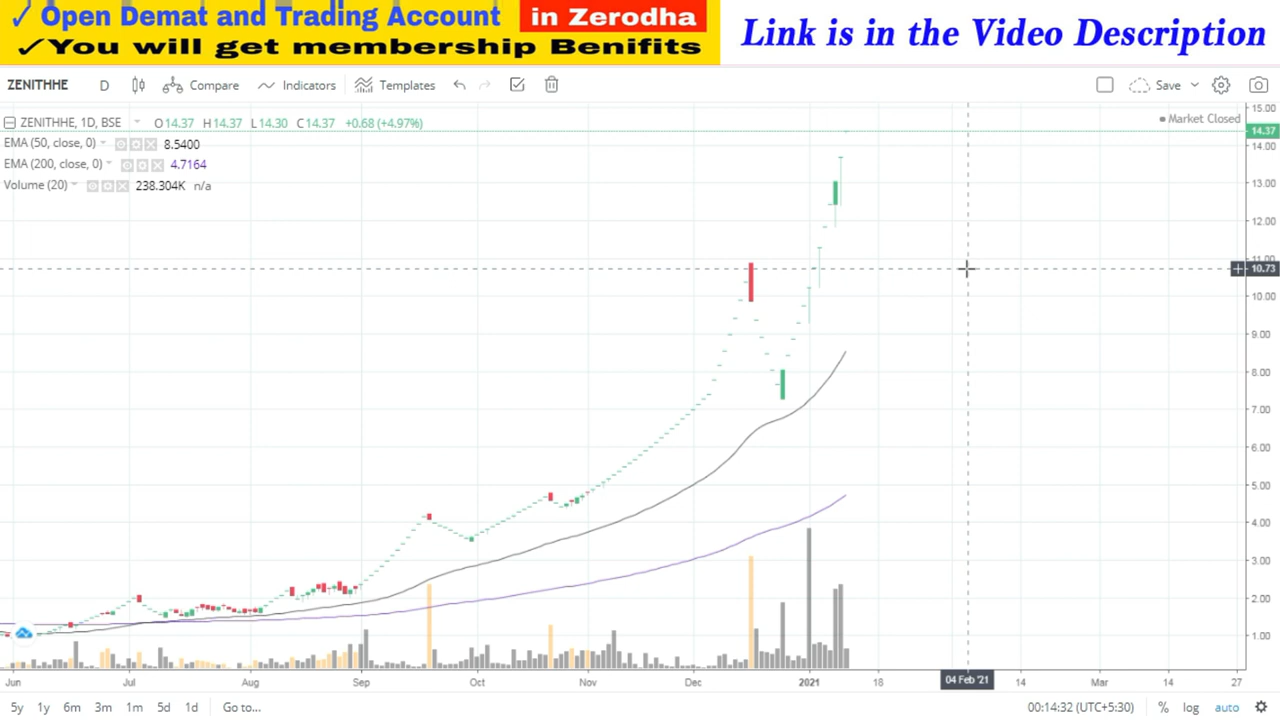 ✓ Open Demat and Trading Account in Zerodha
✓You will get membership Benifits
Link is in the Video Description
ZENITHHE D Compare Indicators Templates Save
ZENITHHE, 1D, BSE O14.37 H14.37 L14.30 C14.37 +0.68 (+4.97%)
Market Closed
EMA (50, close, 0) 8.5400
EMA (200, close, 0) 4.7164
Volume (20) 238.304K n/a
15.00
14.37
14.00
13.00
12.00
11.00
10.73
10.00
9.00
8.00
7.00
6.00
5.00
4.00
3.00
2.00
1.00
Jun Jul Aug Sep Oct Nov Dec 2021 18 04 Feb '21 14 Mar 14 27
5y 1y 6m 3m 1m 5d 1d Go to... 00:14:32 (UTC+5:30) % log auto